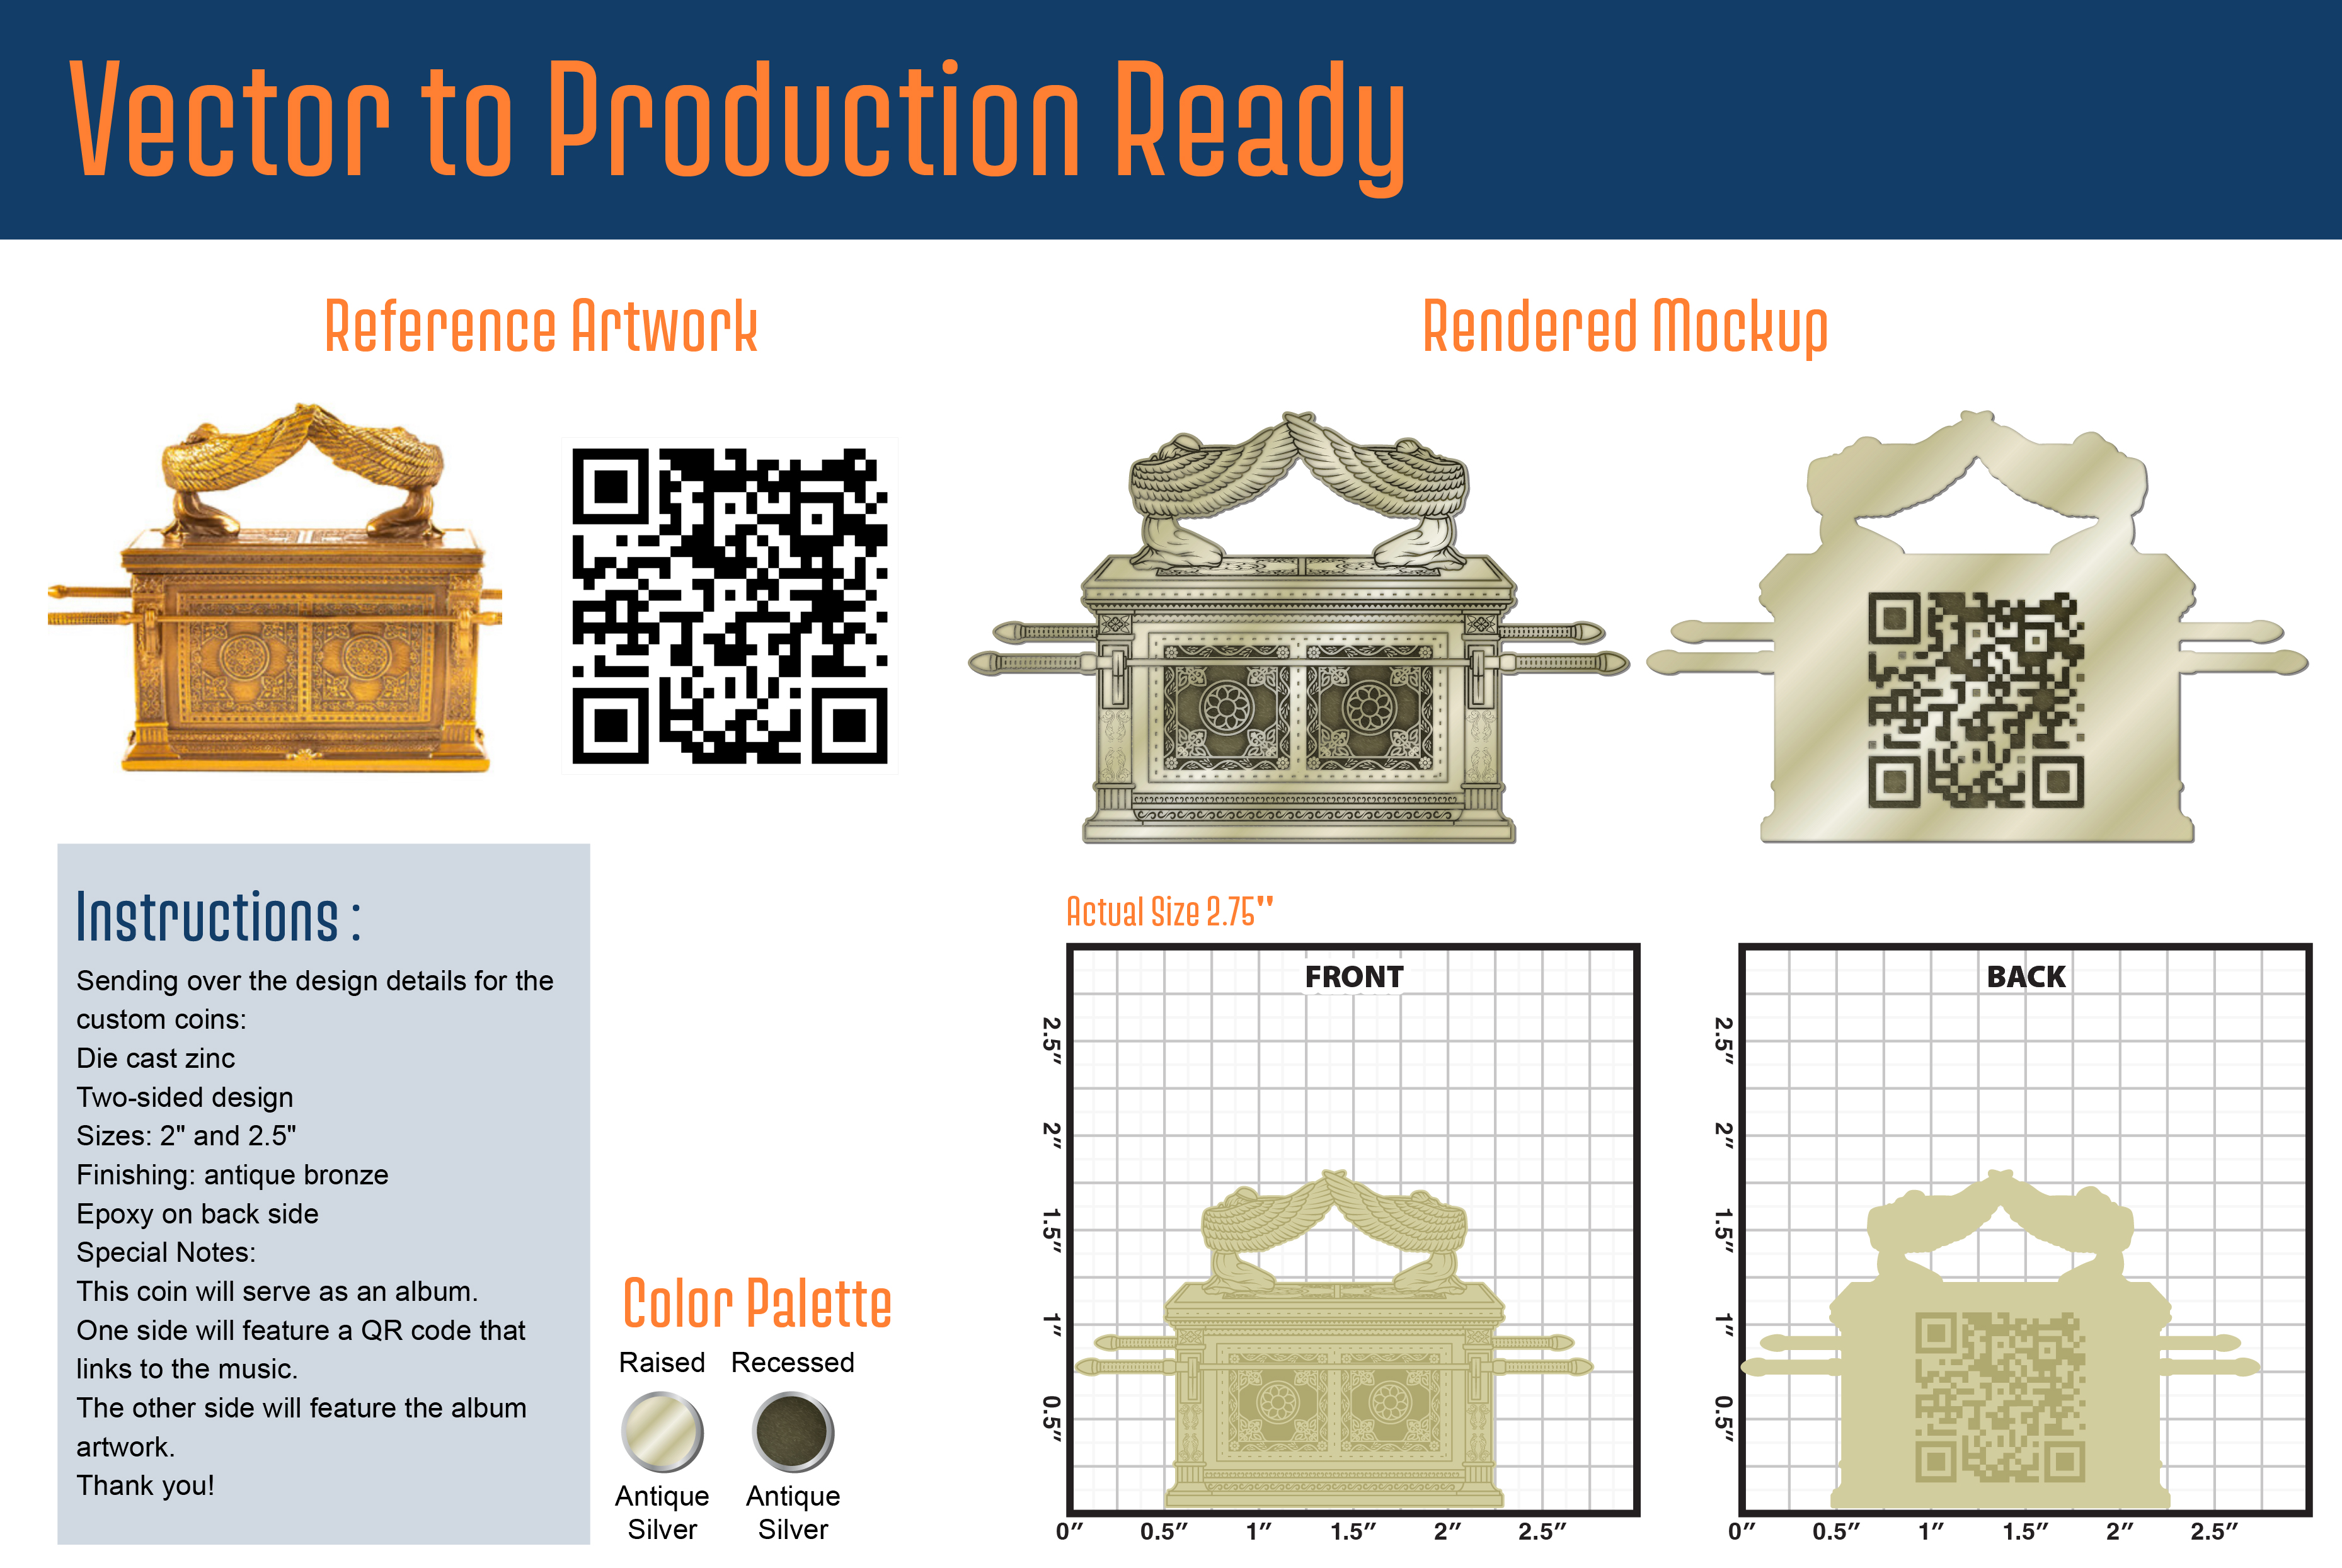 Vector to Production Ready
Reference Artwork
Rendered Mockup
Instructions :
Sending over the design details for the
custom coins:
Die cast zinc
Two-sided design
Sizes: 2" and 2.5"
Finishing: antique bronze
Epoxy on back side
Special Notes:
This coin will serve as an album.
One side will feature a QR code that
links to the music.
The other side will feature the album
artwork.
Thank you!
Color Palette
Raised Recessed
Antique Antique
Silver Silver
Actual Size 2.75"
FRONT
2.5"
2"
1.5"
1"
0.5"
0" 0.5" 1" 1.5" 2" 2.5"
BACK
2.5"
2"
1.5"
1"
0.5"
0" 0.5" 1" 1.5" 2" 2.5"